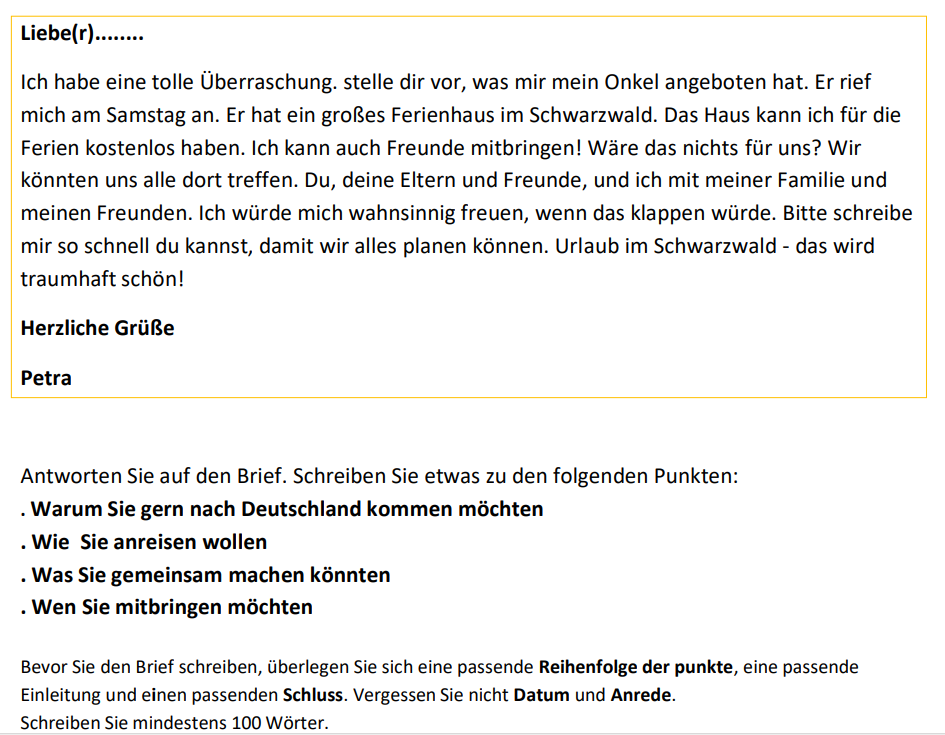 Liebe(r)........
Ich habe eine tolle Überraschung. stelle dir vor, was mir mein Onkel angeboten hat. Er rief
mich am Samstag an. Er hat ein großes Ferienhaus im Schwarzwald. Das Haus kann ich für die
Ferien kostenlos haben. Ich kann auch Freunde mitbringen! Wäre das nichts für uns? Wir
könnten uns alle dort treffen. Du, deine Eltern und Freunde, und ich mit meiner Familie und
meinen Freunden. Ich würde mich wahnsinnig freuen, wenn das klappen würde. Bitte schreibe
mir so schnell du kannst, damit wir alles planen können. Urlaub im Schwarzwald - das wird
traumhaft schön!
Herzliche Grüße
Petra
Antworten Sie auf den Brief. Schreiben Sie etwas zu den folgenden Punkten:
. Warum Sie gern nach Deutschland kommen möchten
. Wie  Sie anreisen wollen
. Was Sie gemeinsam machen könnten
. Wen Sie mitbringen möchten
Bevor Sie den Brief schreiben, überlegen Sie sich eine passende Reihenfolge der punkte, eine passende
Einleitung und einen passenden Schluss. Vergessen Sie nicht Datum und Anrede.
Schreiben Sie mindestens 100 Wörter.